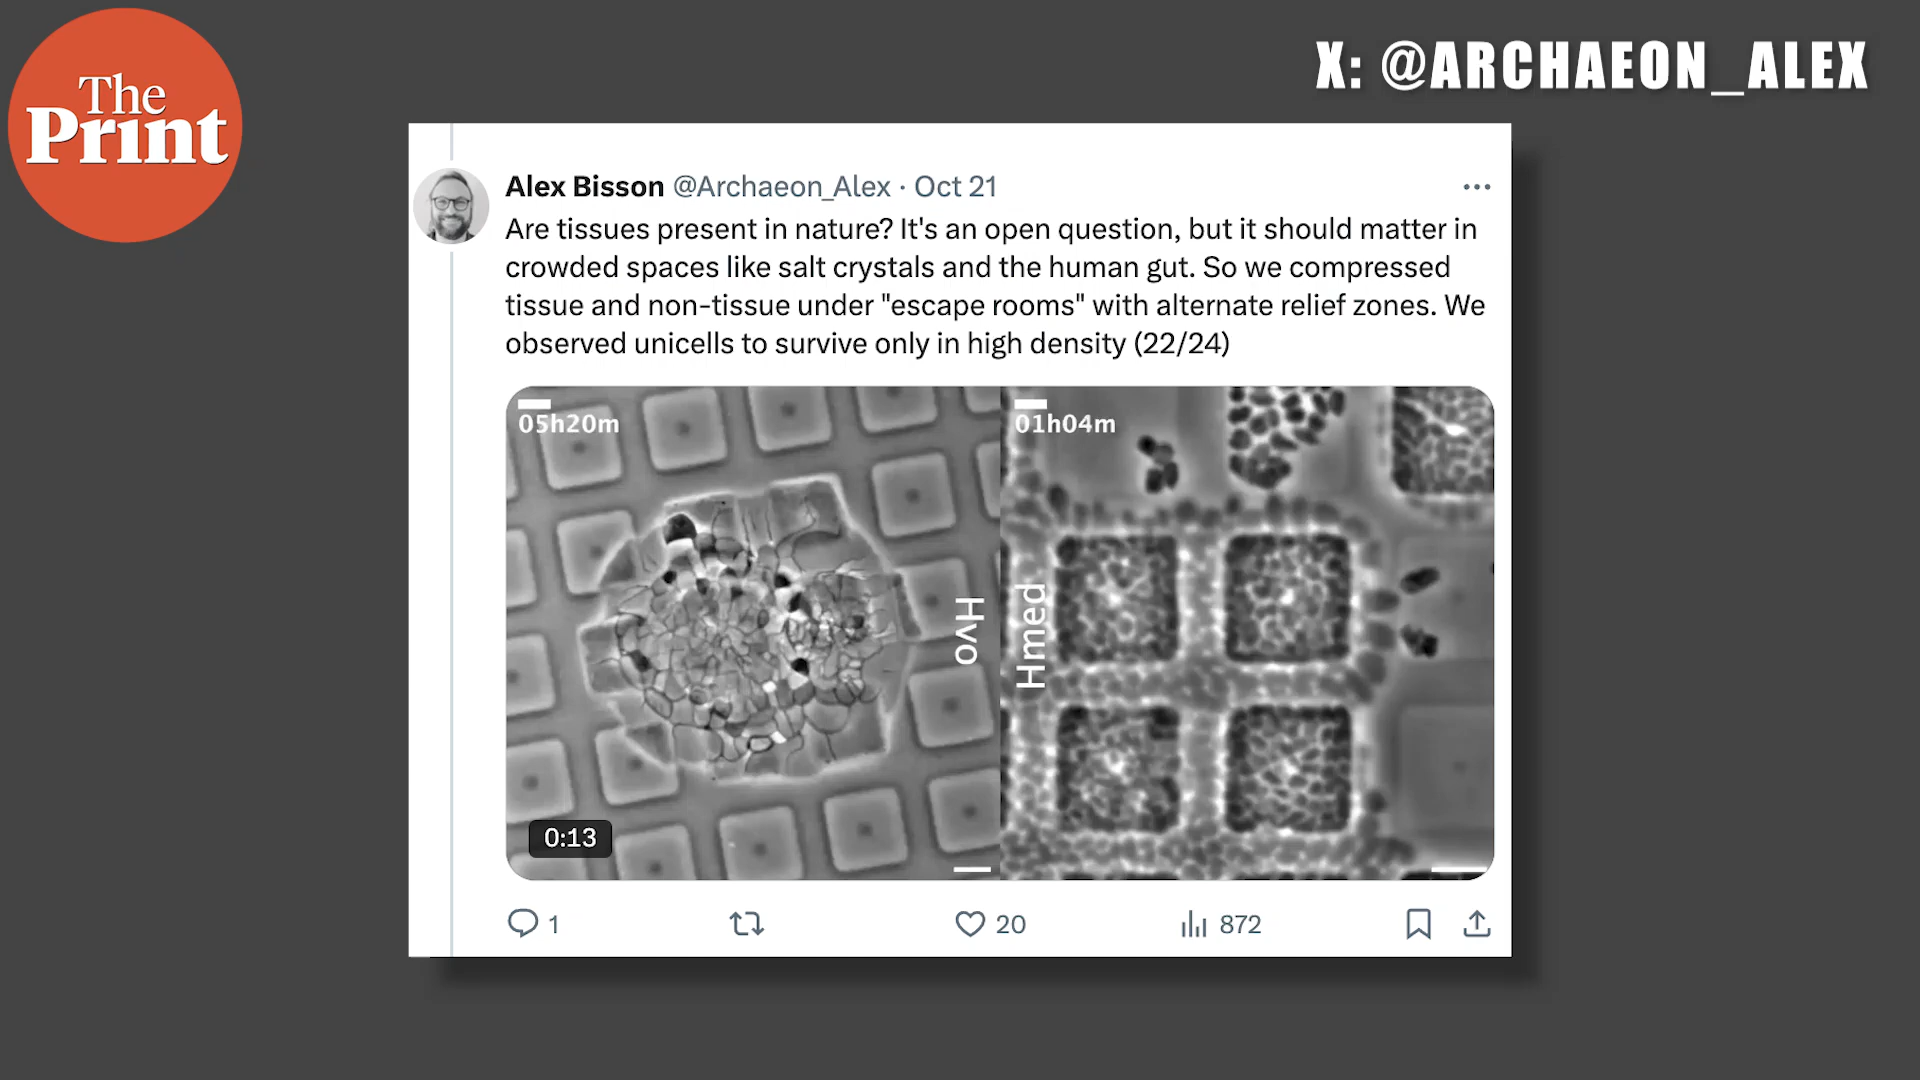 The
Print
X: @ARCHAEON_ALEX
Alex Bisson @Archaeon_Alex · Oct 21
Are tissues present in nature? It's an open question, but it should matter in
crowded spaces like salt crystals and the human gut. So we compressed
tissue and non-tissue under "escape rooms" with alternate relief zones. We
observed unicells to survive only in high density (22/24)
05h20m
01h04m
Hvo
Hmed
0:13
1
20
872